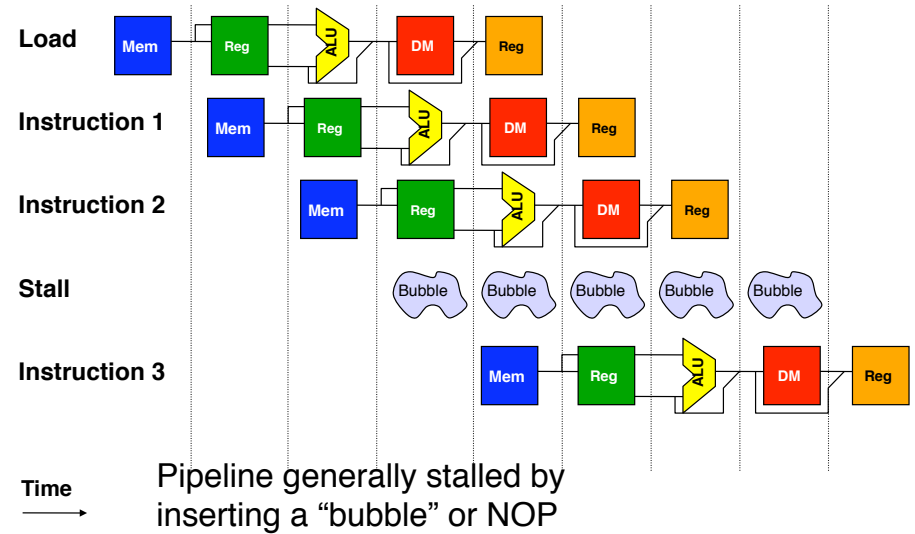 Load
Mem Reg ALU DM Reg
Instruction 1
Mem Reg ALU DM Reg
Instruction 2
Mem Reg ALU DM Reg
Stall
Bubble Bubble Bubble Bubble Bubble
Instruction 3
Mem Reg ALU DM Reg
Time
Pipeline generally stalled by
inserting a “bubble” or NOP